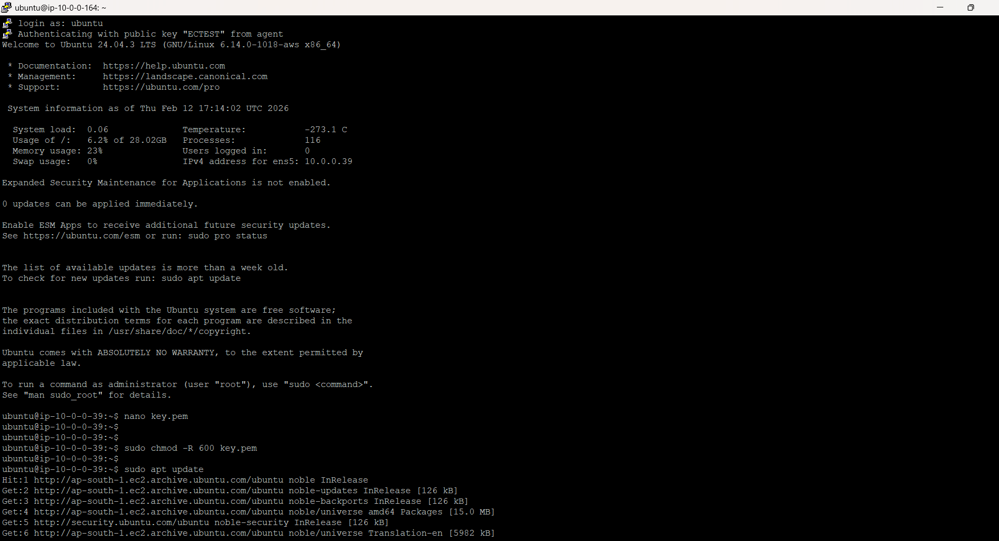 ubuntu@ip-10-0-0-164: ~
login as: ubuntu
Authenticating with public key "ECTEST" from agent
Welcome to Ubuntu 24.04.3 LTS (GNU/Linux 6.14.0-1018-aws x86_64)
* Documentation:  https://help.ubuntu.com
* Management:     https://landscape.canonical.com
* Support:        https://ubuntu.com/pro
System information as of Thu Feb 12 17:14:02 UTC 2026
System load:  0.06              Temperature:           -273.1 C
Usage of /:   6.2% of 28.02GB   Processes:             116
Memory usage: 23%               Users logged in:       0
Swap usage:   0%                IPv4 address for ens5: 10.0.0.39
Expanded Security Maintenance for Applications is not enabled.
0 updates can be applied immediately.
Enable ESM Apps to receive additional future security updates.
See https://ubuntu.com/esm or run: sudo pro status
The list of available updates is more than a week old.
To check for new updates run: sudo apt update
The programs included with the Ubuntu system are free software;
the exact distribution terms for each program are described in the
individual files in /usr/share/doc/*/copyright.
Ubuntu comes with ABSOLUTELY NO WARRANTY, to the extent permitted by
applicable law.
To run a command as administrator (user "root"), use "sudo <command>".
See "man sudo_root" for details.
ubuntu@ip-10-0-0-39:~$ nano key.pem
ubuntu@ip-10-0-0-39:~$
ubuntu@ip-10-0-0-39:~$
ubuntu@ip-10-0-0-39:~$ sudo chmod -R 600 key.pem
ubuntu@ip-10-0-0-39:~$
ubuntu@ip-10-0-0-39:~$ sudo apt update
Hit:1 http://ap-south-1.ec2.archive.ubuntu.com/ubuntu noble InRelease
Get:2 http://ap-south-1.ec2.archive.ubuntu.com/ubuntu noble-updates InRelease [126 kB]
Get:3 http://ap-south-1.ec2.archive.ubuntu.com/ubuntu noble-backports InRelease [126 kB]
Get:4 http://ap-south-1.ec2.archive.ubuntu.com/ubuntu noble/universe amd64 Packages [15.0 MB]
Get:5 http://security.ubuntu.com/ubuntu noble-security InRelease [126 kB]
Get:6 http://ap-south-1.ec2.archive.ubuntu.com/ubuntu noble/universe Translation-en [5982 kB]